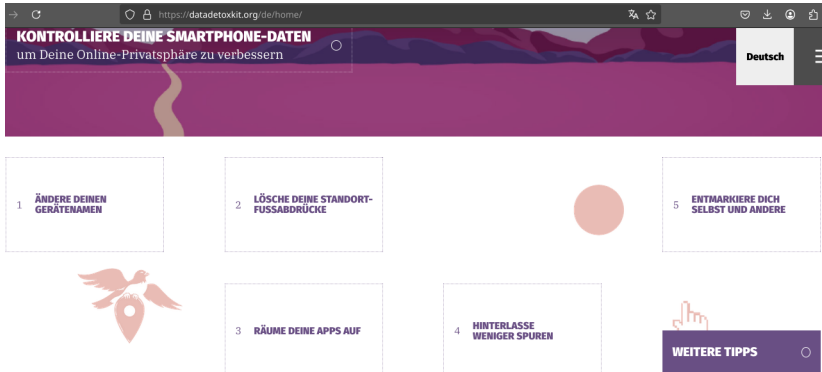 https://datadetoxkit.org/de/home/
KONTROLLIERE DEINE SMARTPHONE-DATEN
um Deine Online-Privatsphäre zu verbessern
Deutsch
1 ÄNDERE DEINEN
GERÄTENAMEN
2 LÖSCHE DEINE STANDORT-
FUSSABDRÜCKE
5 ENTMARKIERE DICH
SELBST UND ANDERE
3 RÄUME DEINE APPS AUF
4 HINTERLASSE
WENIGER SPUREN
WEITERE TIPPS